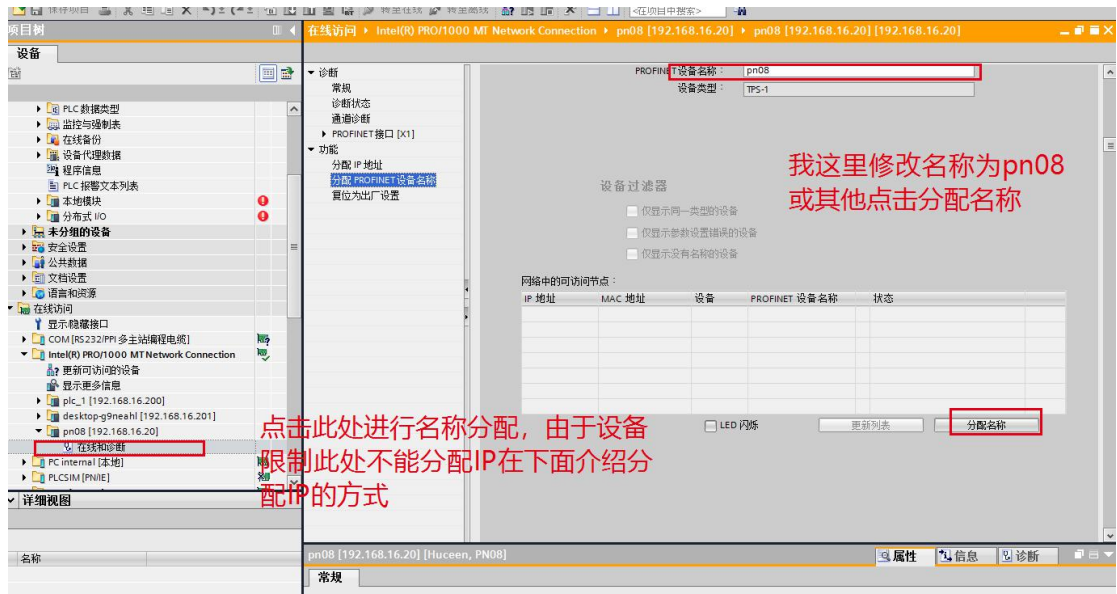 保存项目
转至在线
转至离线
<在项目中搜索>
项目树
在线访问 ▸ Intel(R) PRO/1000 MT Network Connection ▸ pn08 [192.168.16.20] ▸ pn08 [192.168.16.20] [192.168.16.20]
设备
PLC 数据类型
监控与强制表
在线备份
设备代理数据
程序信息
PLC 报警文本列表
本地模块
分布式 I/O
未分组的设备
安全设置
公共数据
文档设置
语言和资源
在线访问
显示/隐藏接口
COM [RS232/PPI 多主站编程电缆]
Intel(R) PRO/1000 MT Network Connection
更新可访问的设备
显示更多信息
plc_1 [192.168.16.200]
desktop-g9neahl [192.168.16.201]
pn08 [192.168.16.20]
在线和诊断
PC internal [本地]
PLCSIM [PN/IE]
详细视图
名称
诊断
常规
诊断状态
通道诊断
PROFINET接口 [X1]
功能
分配 IP 地址
分配 PROFINET 设备名称
复位为出厂设置
PROFINET设备名称： pn08
设备类型： TPS-1
我这里修改名称为pn08
或其他点击分配名称
设备过滤器
仅显示同一类型的设备
仅显示参数设置错误的设备
仅显示没有名称的设备
网络中的可访问节点：
IP 地址 MAC 地址 设备 PROFINET 设备名称 状态
LED 闪烁 更新列表 分配名称
点击此处进行名称分配，由于设备
限制此处不能分配IP在下面介绍分
配IP的方式
pn08 [192.168.16.20] [Huceen, PN08]
属性 信息 诊断
常规